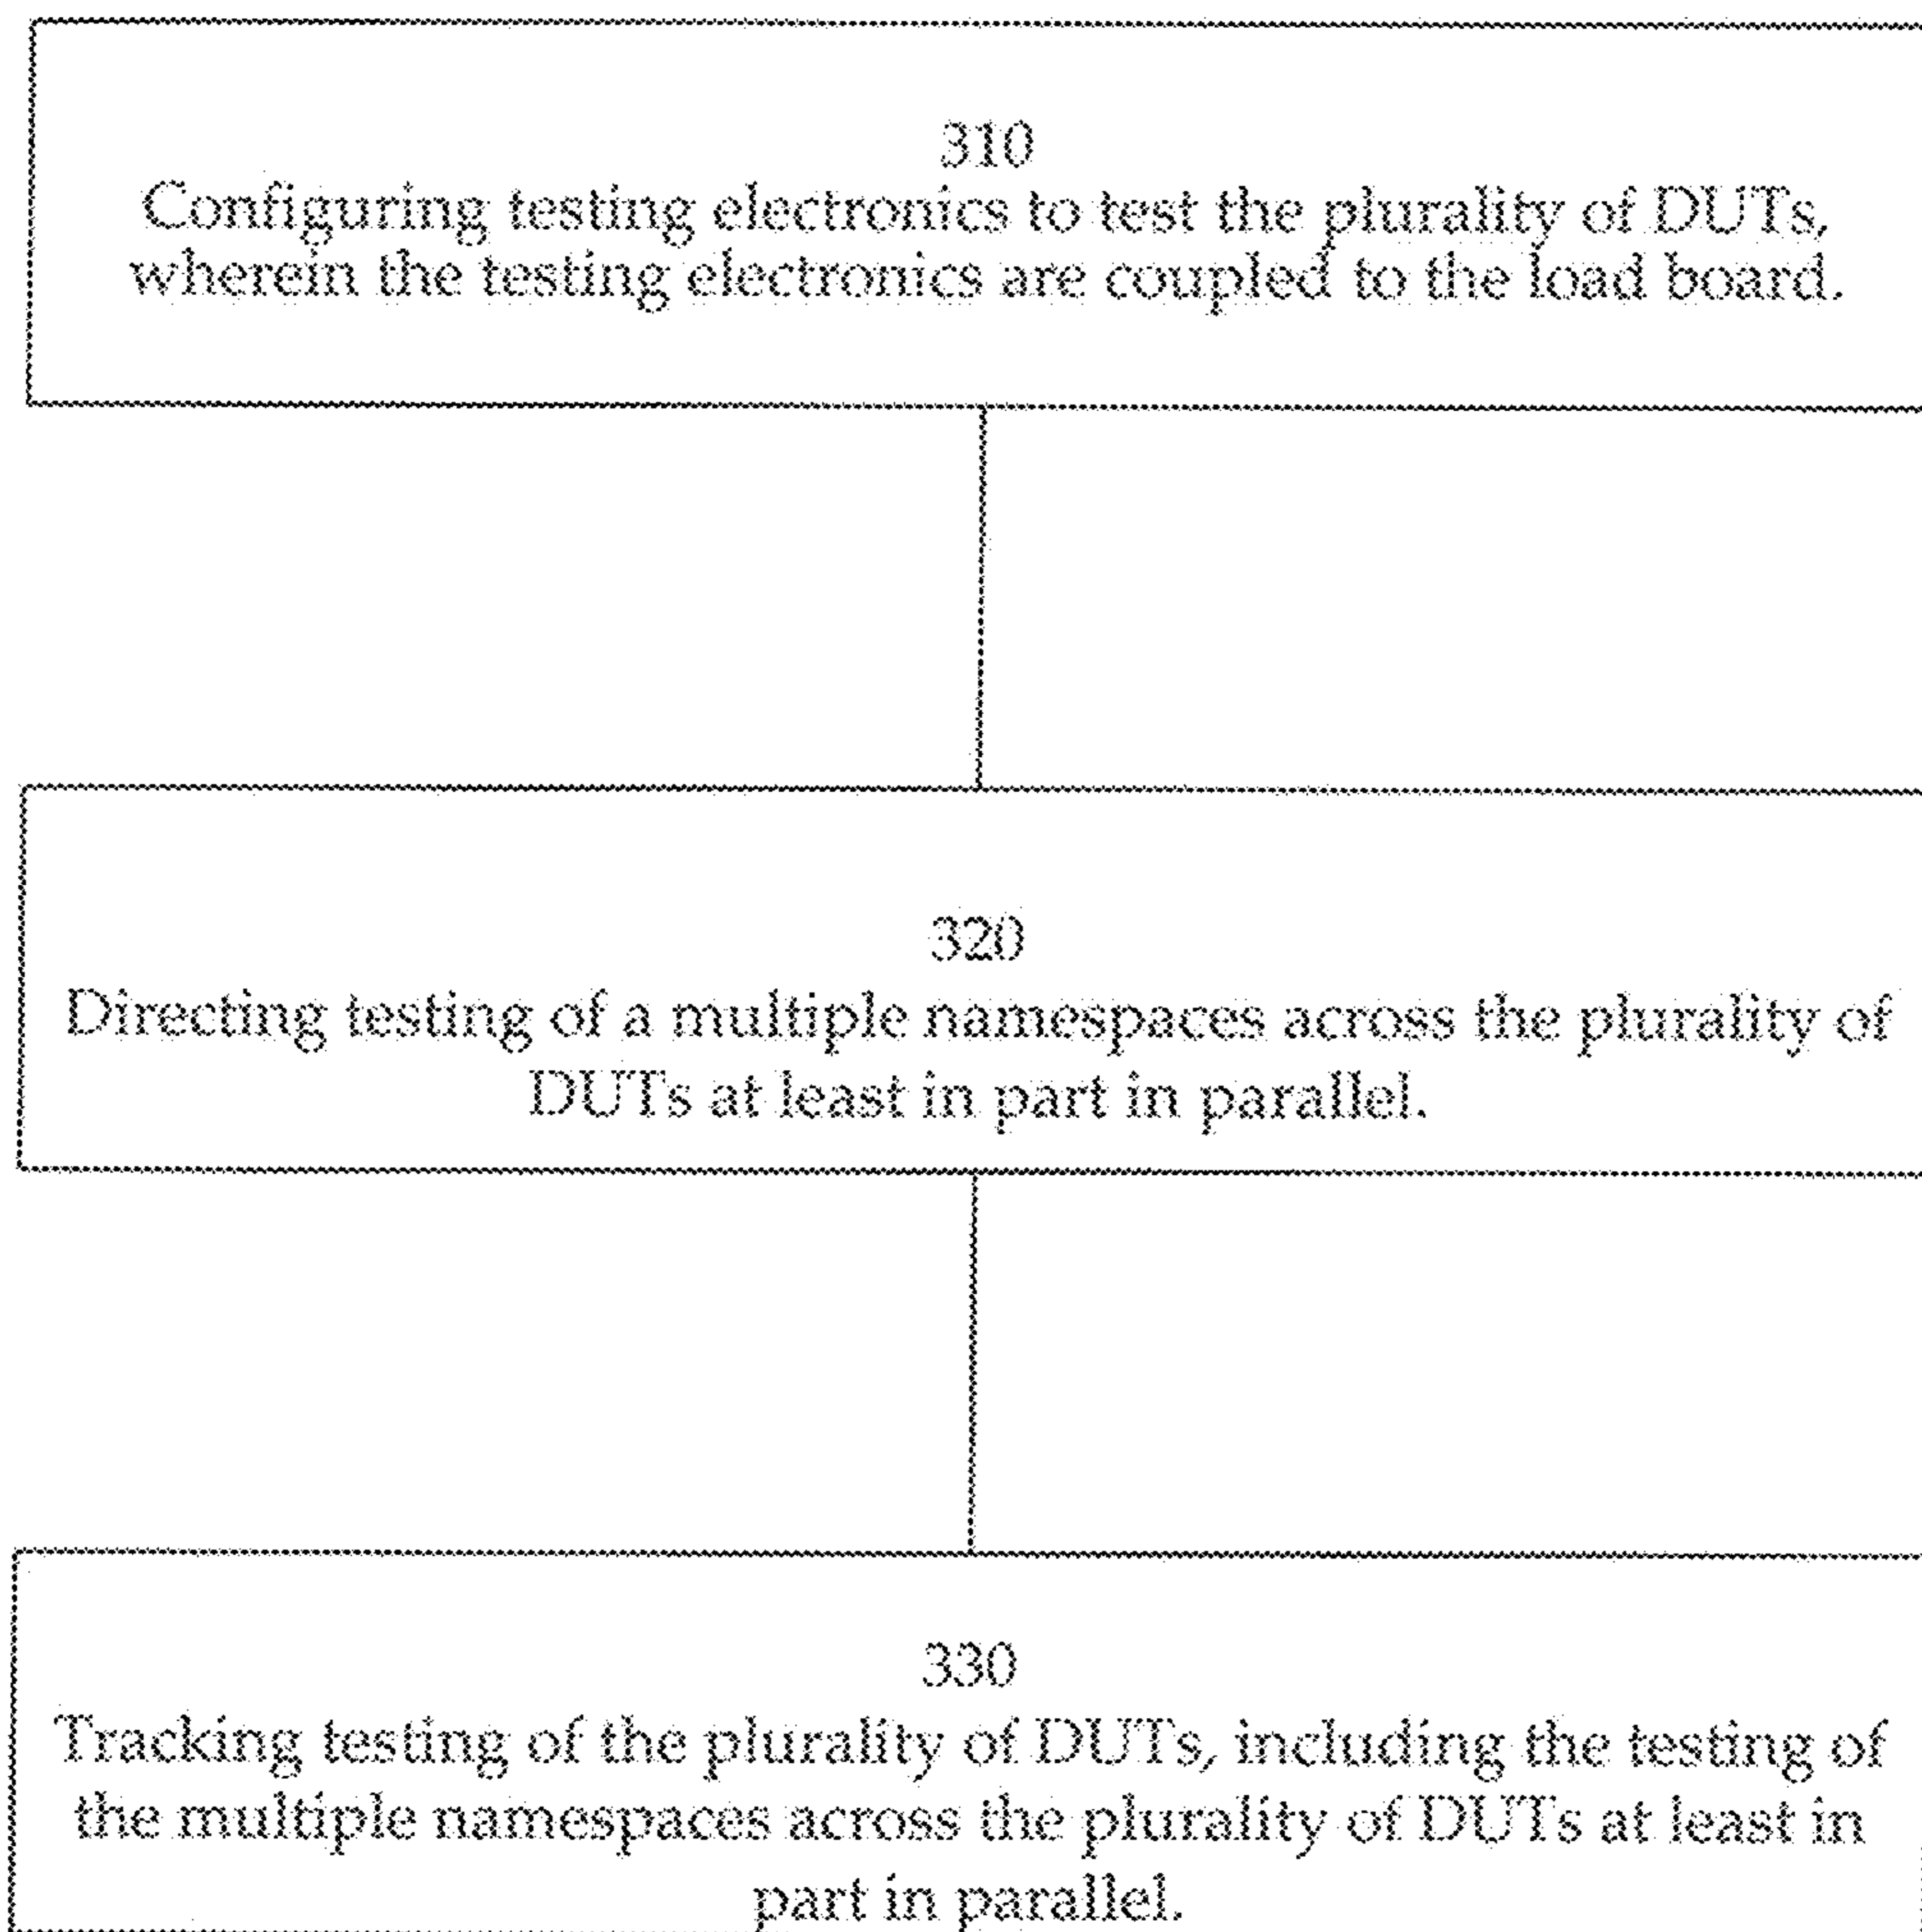 310
Configuring testing electronics to test the plurality of DUTs,
wherein the testing electronics are coupled to the load board.
320
Directing testing of a multiple namespaces across the plurality of
DUTs at least in part in parallel.
330
Tracking testing of the plurality of DUTs, including the testing of
the multiple namespaces across the plurality of DUTs at least in
part in parallel.